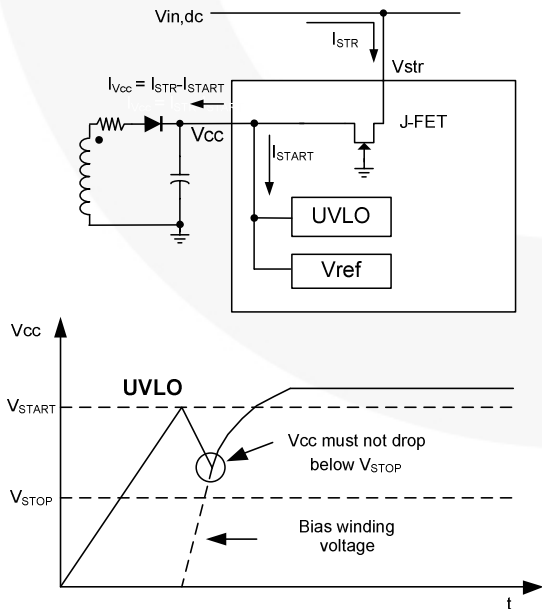 Vin,dc
ISTR
Vstr
IVcc = ISTR-ISTART
Vcc
J-FET
ISTART
UVLO
Vref
Vcc
UVLO
VSTART
Vcc must not drop
below VSTOP
VSTOP
Bias winding
voltage
t